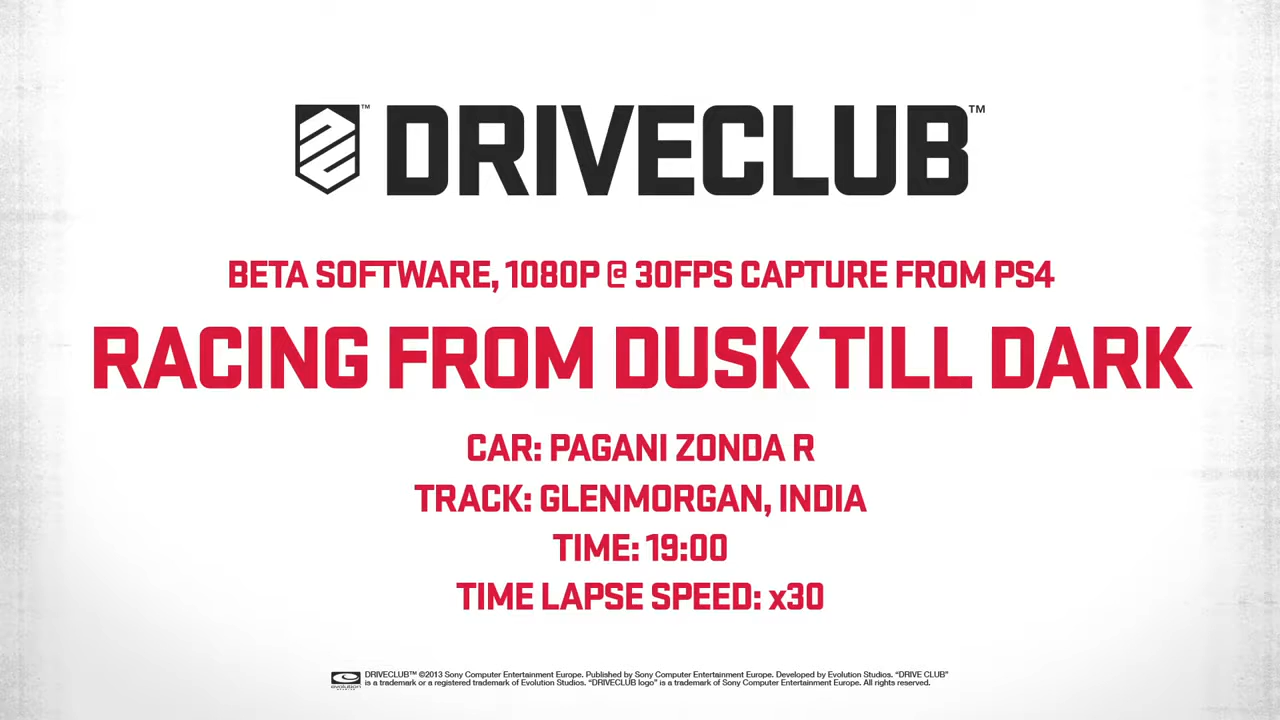 DRIVECLUB™
BETA SOFTWARE, 1080P @ 30FPS CAPTURE FROM PS4
RACING FROM DUSK TILL DARK
CAR: PAGANI ZONDA R
TRACK: GLENMORGAN, INDIA
TIME: 19:00
TIME LAPSE SPEED: x30
DRIVECLUB™ ©2013 Sony Computer Entertainment Europe. Published by Sony Computer Entertainment Europe. Developed by Evolution Studios. “DRIVE CLUB”
is a trademark or a registered trademark of Evolution Studios. “DRIVECLUB logo” is a trademark of Sony Computer Entertainment Europe. All rights reserved.
evolution
STUDIOS